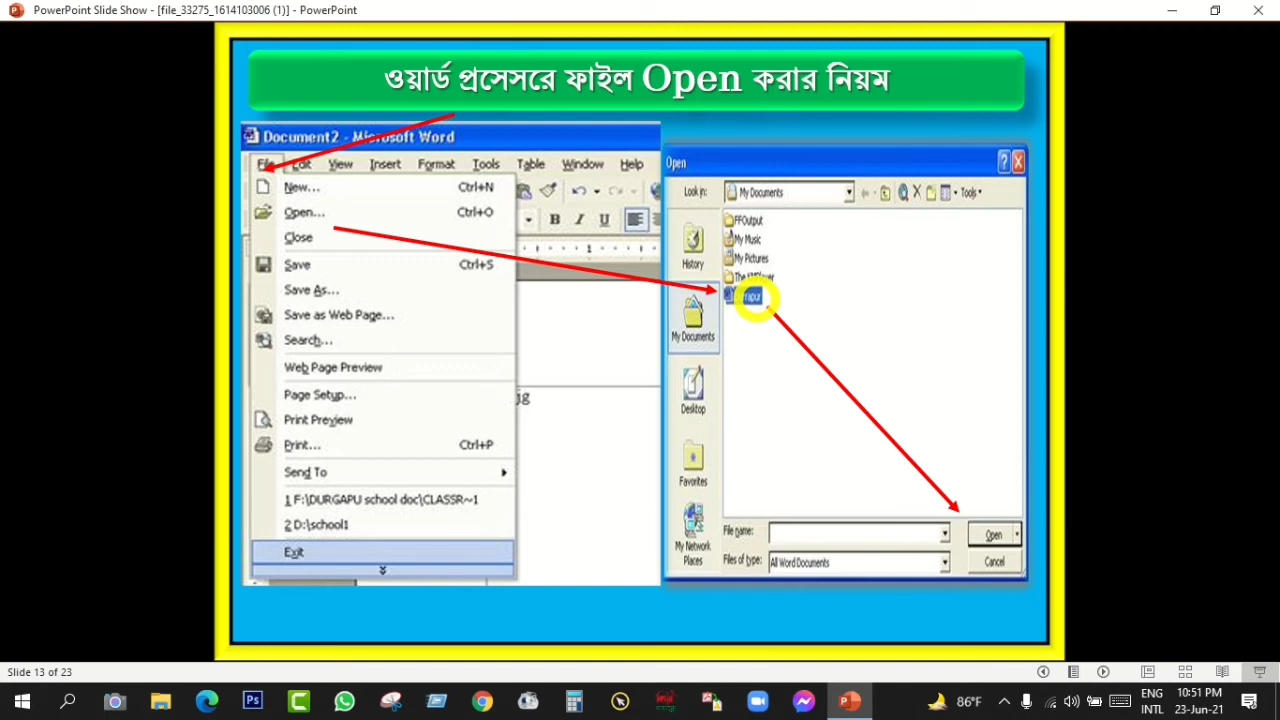 PowerPoint Slide Show - [file_33275_1614103006 (1)] - PowerPoint
ওয়ার্ড প্রসেসরে ফাইল Open করার নিয়ম
Document2 - Microsoft Word
File Edit View Insert Format Tools Table Window Help
New... Ctrl+N
Open... Ctrl+O
Close
Save Ctrl+S
Save As...
Save as Web Page...
Search...
Web Page Preview
Page Setup...
Print Preview
Print... Ctrl+P
Send To
1 F:\DURGAPU school doc\CLASSR~1
2 D:\school1
Exit
B I U
1
jg
Open
Look in: My Documents Tools
FFOutput
My Music
My Pictures
The KMPlayer
History
My Documents
Desktop
Favorites
My Network
Places
File name: Open
Files of type: All Word Documents Cancel
Slide 13 of 23
86°F
ENG
INTL
10:51 PM
23-Jun-21